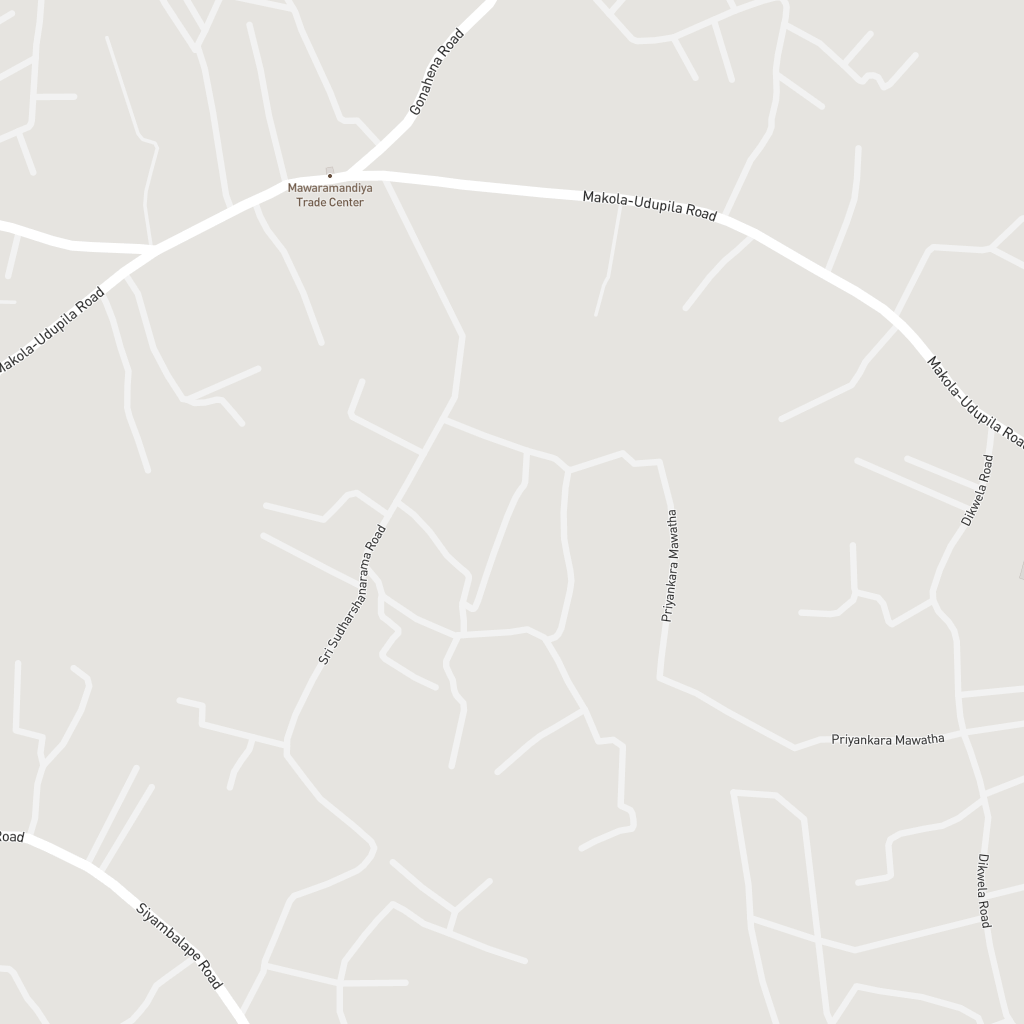 Gonahena Road
Mawaramandiya
Trade Center
Makola-Udupila Road
Makola-Udupila Road
Makola-Udupila Road
Dikwela Road
Priyankara Mawatha
Sri Sudharshanarama Road
Priyankara Mawatha
Road
Dikwela Road
Siyambalape Road